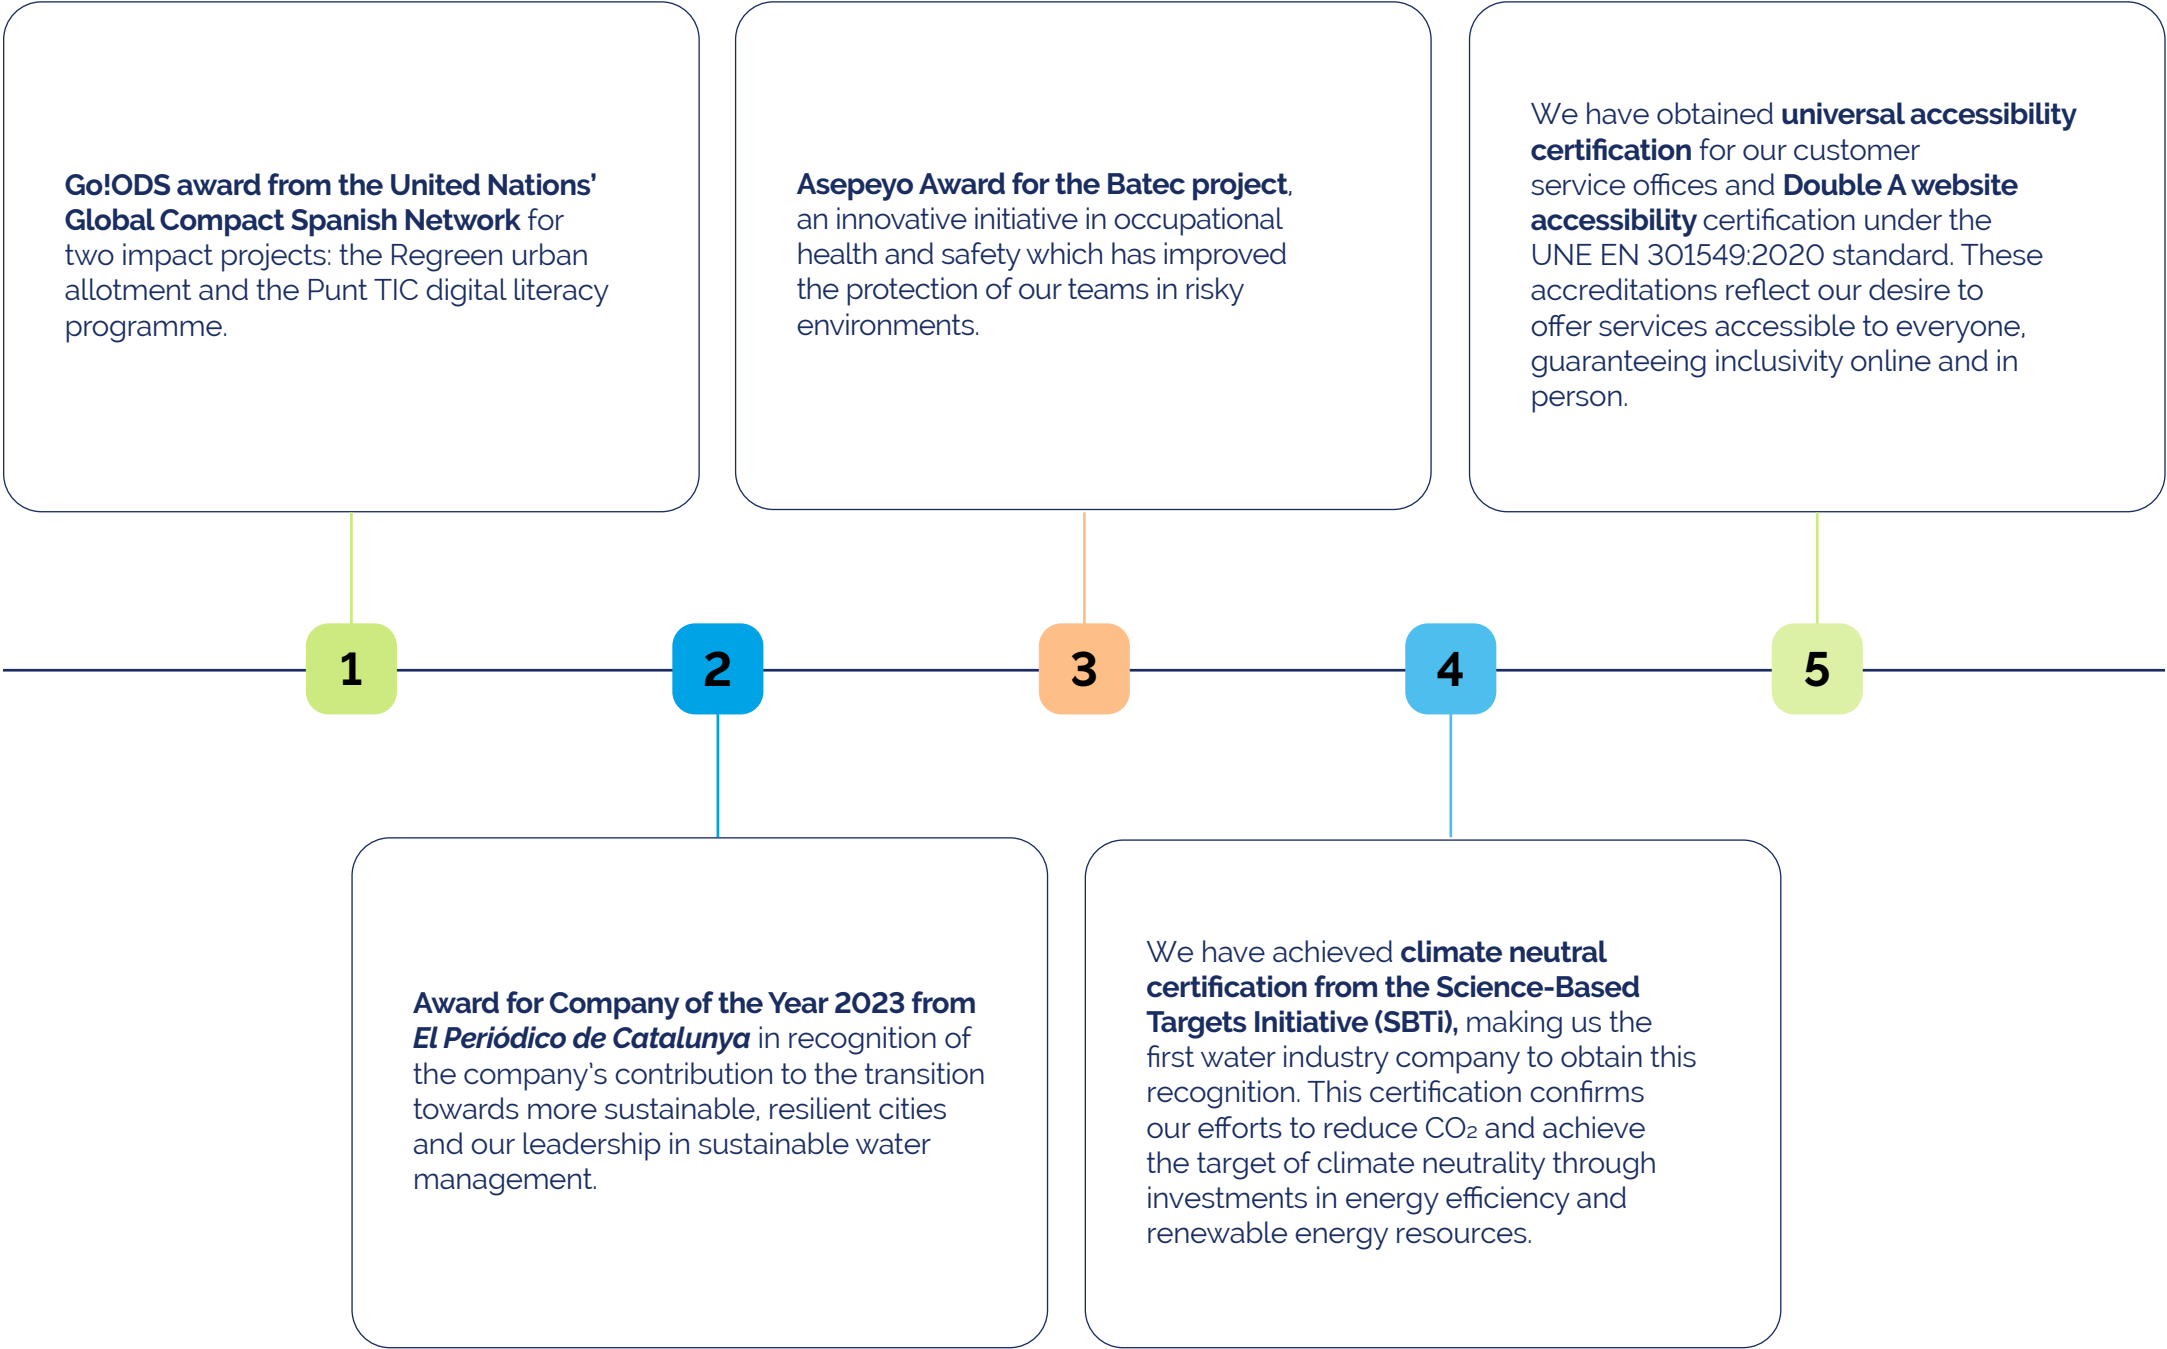 Go!ODS award from the United Nations’
Global Compact Spanish Network for
two impact projects: the Regreen urban
allotment and the Punt TIC digital literacy
programme.
Asepeyo Award for the Batec project,
an innovative initiative in occupational
health and safety which has improved
the protection of our teams in risky
environments.
We have obtained universal accessibility
certification for our customer
service offices and Double A website
accessibility certification under the
UNE EN 301549:2020 standard. These
accreditations reflect our desire to
offer services accessible to everyone,
guaranteeing inclusivity online and in
person.
1
2
3
4
5
Award for Company of the Year 2023 from
El Periódico de Catalunya in recognition of
the company’s contribution to the transition
towards more sustainable, resilient cities
and our leadership in sustainable water
management.
We have achieved climate neutral
certification from the Science-Based
Targets Initiative (SBTi), making us the
first water industry company to obtain this
recognition. This certification confirms
our efforts to reduce CO₂ and achieve
the target of climate neutrality through
investments in energy efficiency and
renewable energy resources.